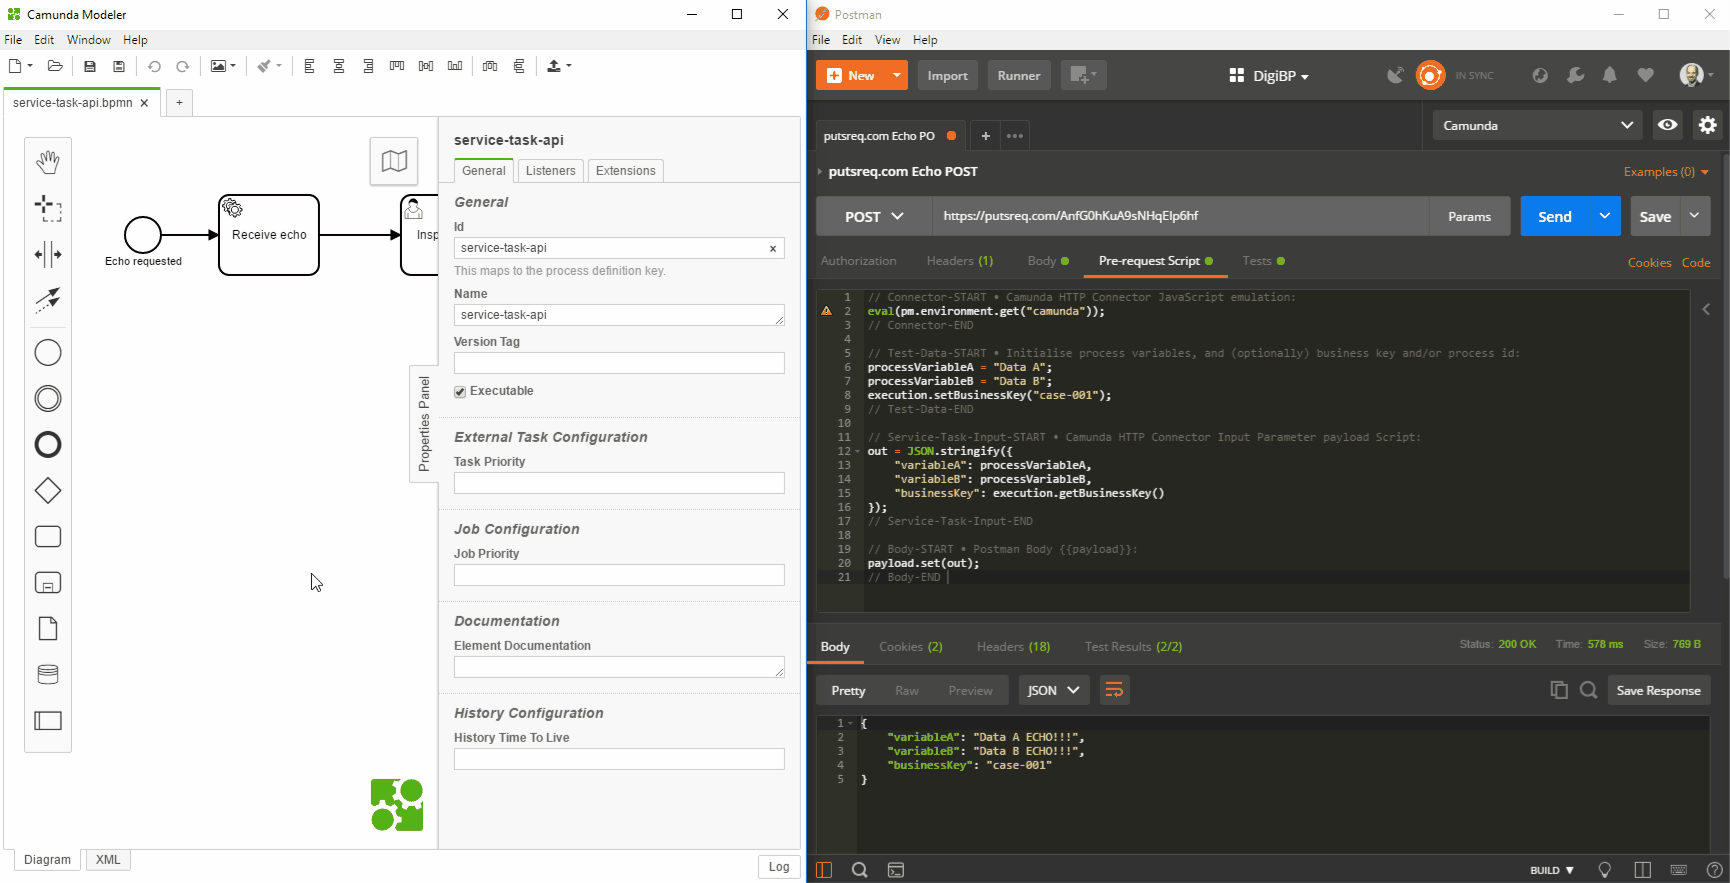 Camunda Modeler
File Edit Window Help
service-task-api.bpmn ×
+
Echo requested
Receive echo
Insp
Properties Panel
service-task-api
General Listeners Extensions
General
Id
service-task-api ×
This maps to the process definition key.
Name
service-task-api
Version Tag
Executable
External Task Configuration
Task Priority
Job Configuration
Job Priority
Documentation
Element Documentation
History Configuration
History Time To Live
Diagram XML
Log
Postman
File Edit View Help
New Import Runner
DigiBP
IN SYNC
putsreq.com Echo PO
+ •••
Camunda
putsreq.com Echo POST
Examples (0)
POST https://putsreq.com/AnfG0hKuA9sNHqElp6hf Params Send Save
Authorization Headers (1) Body Pre-request Script Tests
Cookies Code
1 // Connector-START • Camunda HTTP Connector JavaScript emulation:
2 eval(pm.environment.get("camunda"));
3 // Connector-END
4
5 // Test-Data-START • Initialise process variables, and (optionally) business key and/or process id:
6 processVariableA = "Data A";
7 processVariableB = "Data B";
8 execution.setBusinessKey("case-001");
9 // Test-Data-END
10
11 // Service-Task-Input-START • Camunda HTTP Connector Input Parameter payload Script:
12 out = JSON.stringify({
13 "variableA": processVariableA,
14 "variableB": processVariableB,
15 "businessKey": execution.getBusinessKey()
16 });
17 // Service-Task-Input-END
18
19 // Body-START • Postman Body {{payload}}:
20 payload.set(out);
21 // Body-END
Body Cookies (2) Headers (18) Test Results (2/2)
Status: 200 OK Time: 578 ms Size: 769 B
Pretty Raw Preview JSON
Save Response
1 {
2 "variableA": "Data A ECHO!!!",
3 "variableB": "Data B ECHO!!!",
4 "businessKey": "case-001"
5 }
BUILD